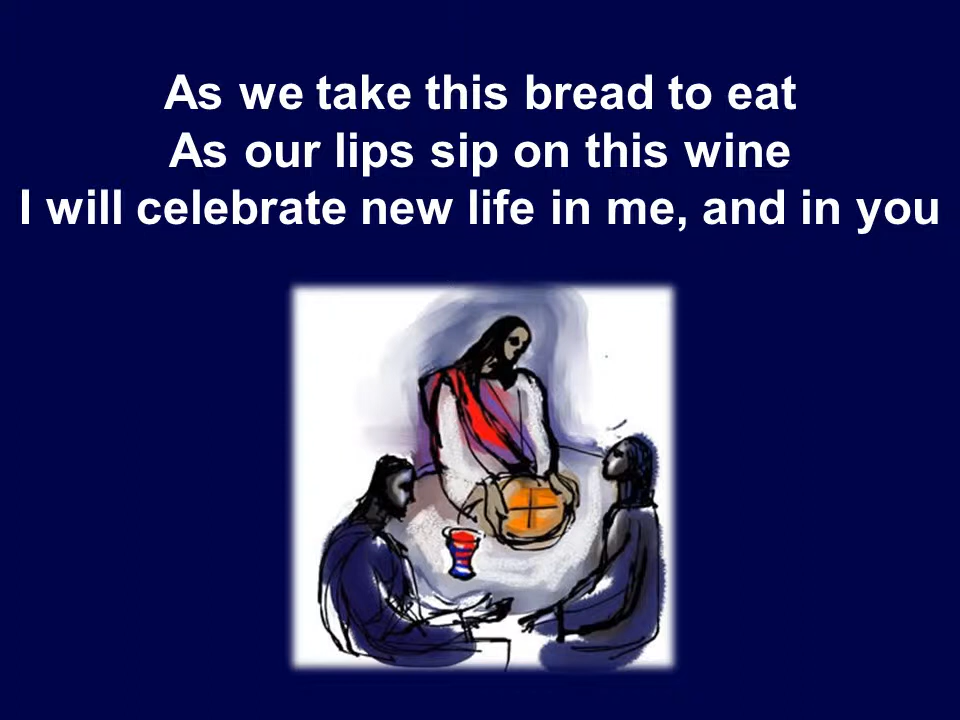 As we take this bread to eat
As our lips sip on this wine
I will celebrate new life in me, and in you